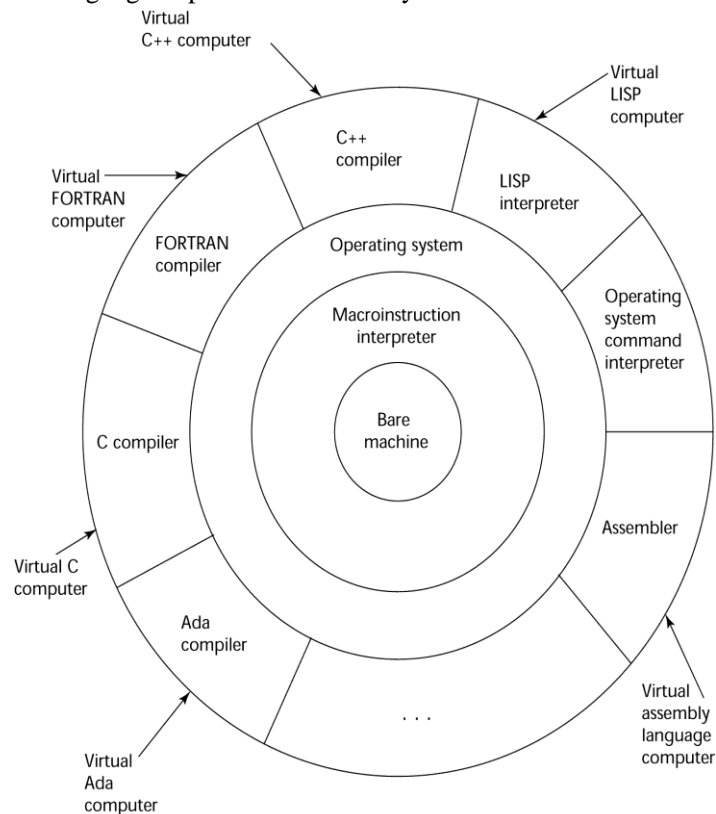 Virtual
C++ computer
Virtual
LISP
computer
C++
compiler
Virtual
FORTRAN
computer
LISP
interpreter
FORTRAN
compiler
Operating system
Operating
system
command
interpreter
Macroinstruction
interpreter
Bare
machine
C compiler
Assembler
Virtual C
computer
Ada
compiler
. . .
Virtual
assembly
language
computer
Virtual
Ada
computer